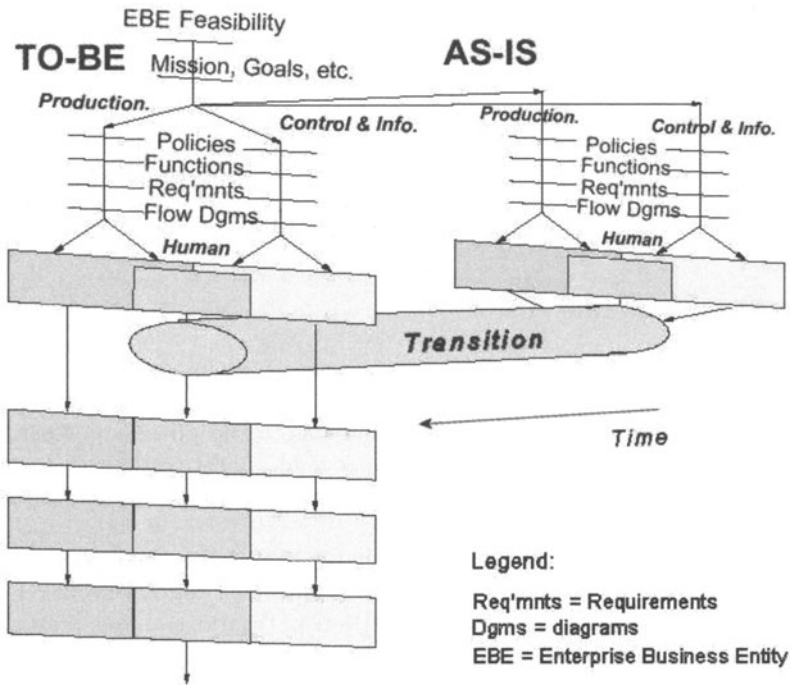 EBE Feasibility
TO-BE
Mission, Goals, etc.
AS-IS
Production.
Control & Info.
Policies
Functions
Req'mnts
Flow Dgms
Human
Production.
Control & Info.
Policies
Functions
Req'mnts
Flow Dgms
Human
Transition
Time
Legend:
Req'mnts = Requirements
Dgms = diagrams
EBE = Enterprise Business Entity